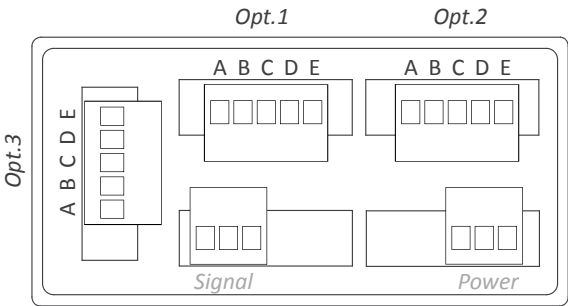 Opt.1 Opt.2
A B C D E A B C D E
Opt.3
A B C D E
Signal Power